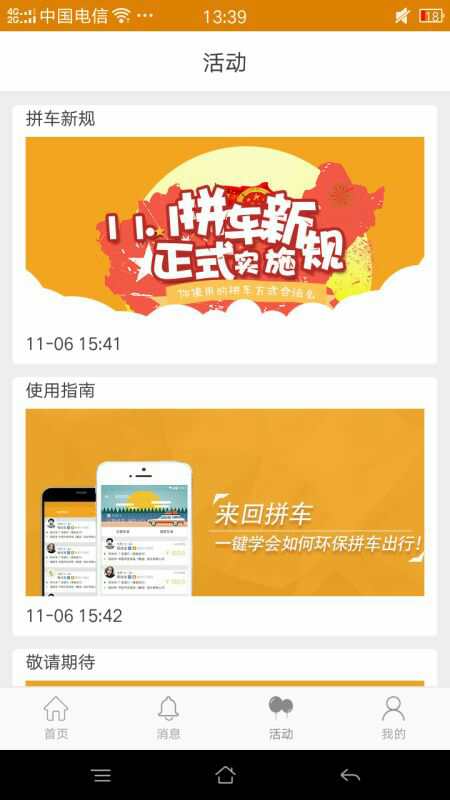 4G
2G
中国电信
13:39
18
活动
拼车新规
11.1拼车新规
正式实施
你使用的拼车方式合法么
11-06 15:41
使用指南
来回拼车
一键学会如何环保拼车出行!
11-06 15:42
敬请期待
首页
消息
活动
我的